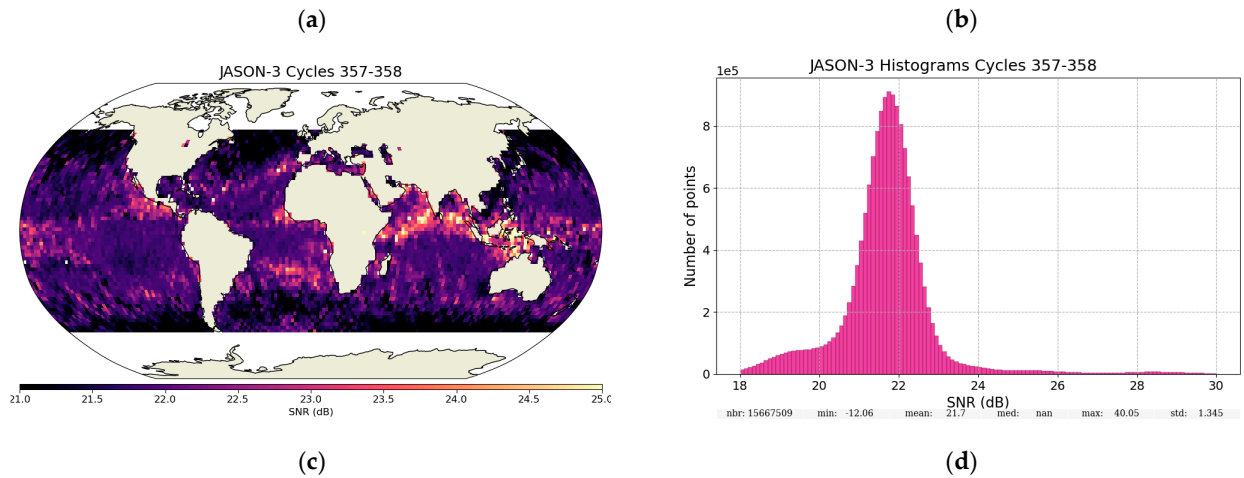 (a)
(b)
JASON-3 Cycles 357-358
21.0 21.5 22.0 22.5 23.0 23.5 24.0 24.5 25.0
SNR (dB)
JASON-3 Histograms Cycles 357-358
1e5
8
6
4
2
0
Number of points
18 20 22 24 26 28 30
SNR (dB)
nbr: 15667509 min: -12.06 mean: 21.7 med: nan max: 40.05 std: 1.345
(c)
(d)